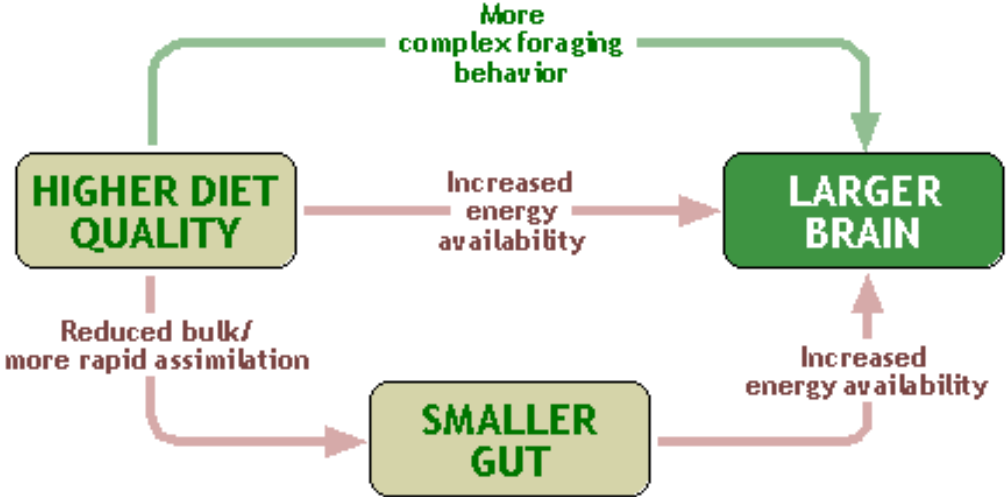 More
complex foraging
behavior
HIGHER DIET
QUALITY
Increased
energy
availability
LARGER
BRAIN
Reduced bulk/
more rapid assimilation
Increased
energy availability
SMALLER
GUT